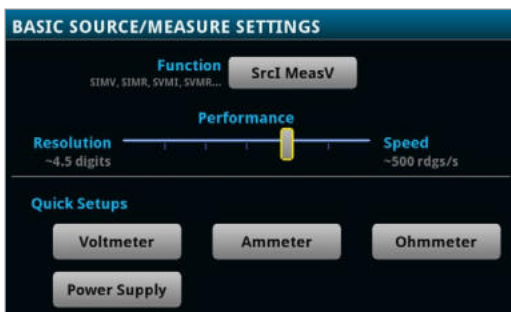 BASIC SOURCE/MEASURE SETTINGS
Function
SIMV, SIMR, SVMI, SVMR...
SrcI MeasV
Performance
Resolution
~4.5 digits
Speed
~500 rdgs/s
Quick Setups
Voltmeter
Ammeter
Ohmmeter
Power Supply